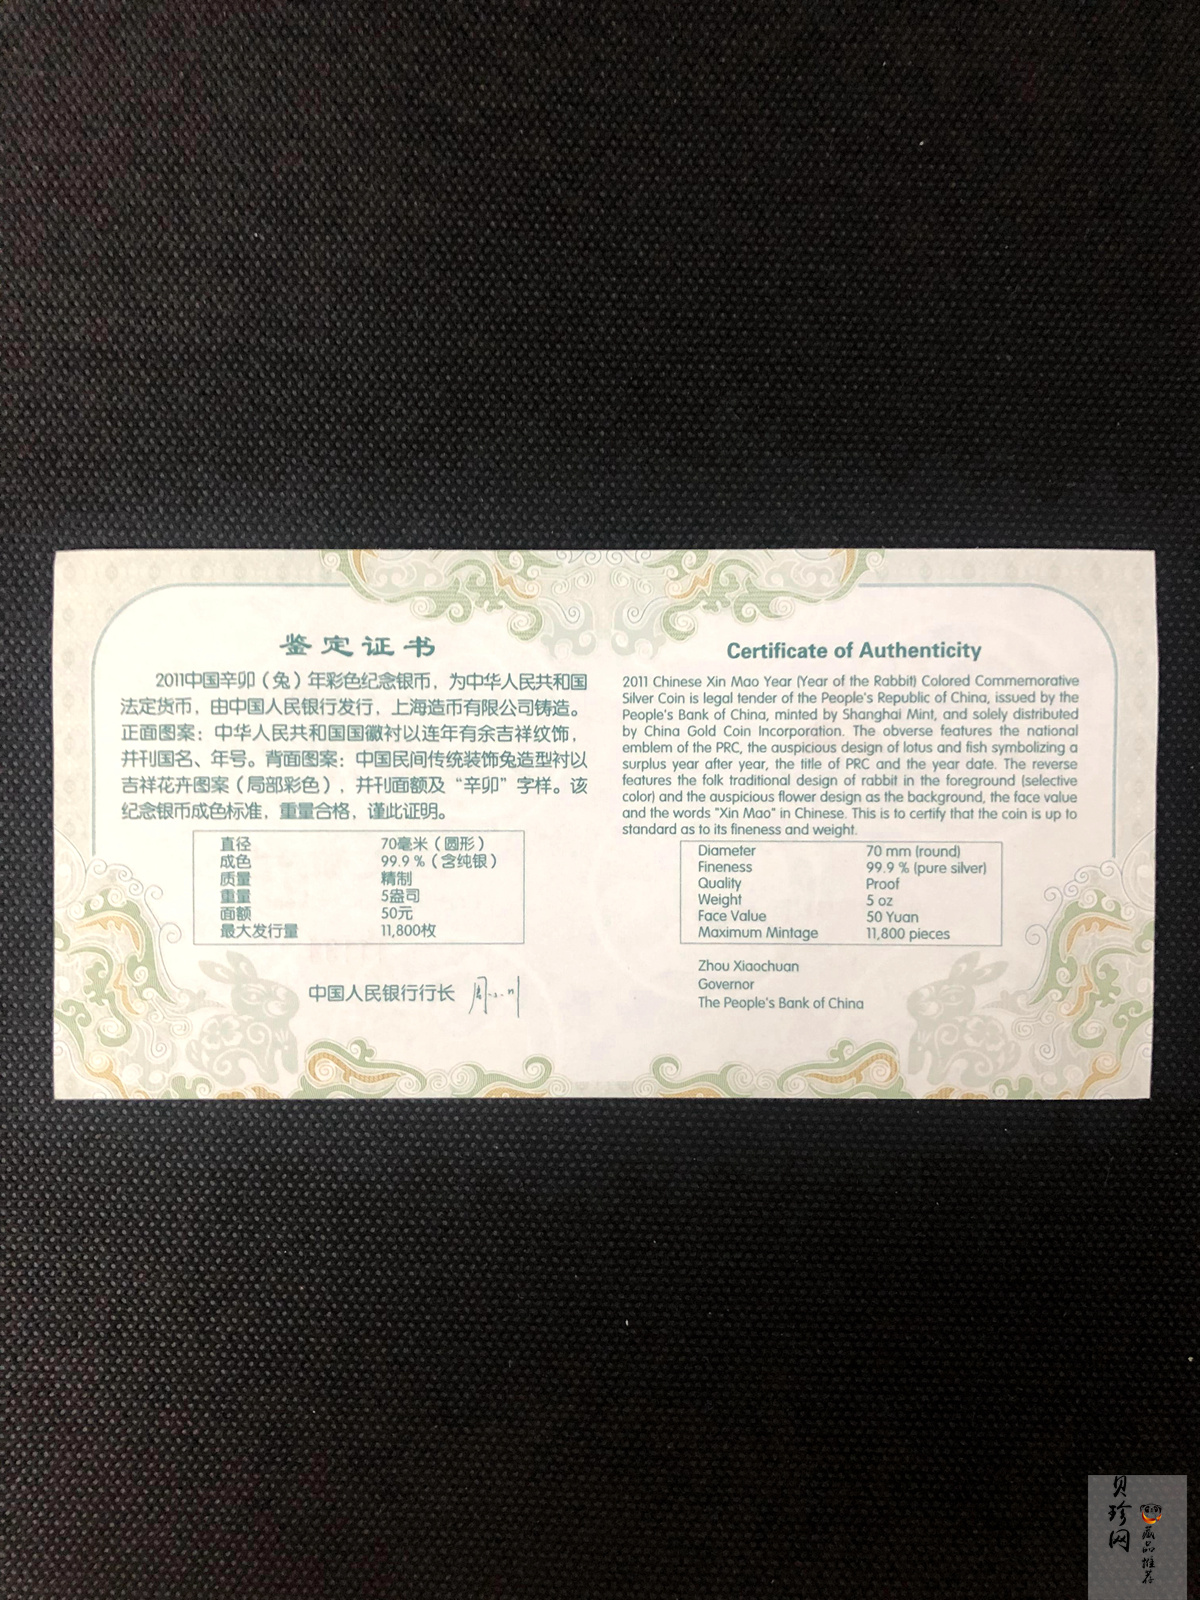 鉴定证书
2011中国辛卯（兔）年彩色纪念银币，为中华人民共和国
法定货币，由中国人民银行发行，上海造币有限公司铸造。
正面图案：中华人民共和国国徽衬以连年有余吉祥纹饰，
并刊国名、年号。背面图案：中国民间传统装饰兔造型衬以
吉祥花卉图案（局部彩色），并刊面额及“辛卯”字样。该
纪念银币成色标准，重量合格，谨此证明。
直径 70毫米（圆形）
成色 99.9 %（含纯银）
质量 精制
重量 5盎司
面额 50元
最大发行量 11,800枚
中国人民银行行长
Certificate of Authenticity
2011 Chinese Xin Mao Year (Year of the Rabbit) Colored Commemorative
Silver Coin is legal tender of the People's Republic of China, issued by the
People's Bank of China, minted by Shanghai Mint, and solely distributed
by China Gold Coin Incorporation. The obverse features the national
emblem of the PRC, the auspicious design of lotus and fish symbolizing a
surplus year after year, the title of PRC and the year date. The reverse
features the folk traditional design of rabbit in the foreground (selective
color) and the auspicious flower design as the background, the face value
and the words "Xin Mao" in Chinese. This is to certify that the coin is up to
standard as to its fineness and weight.
Diameter 70 mm (round)
Fineness 99.9 % (pure silver)
Quality Proof
Weight 5 oz
Face Value 50 Yuan
Maximum Mintage 11,800 pieces
Zhou Xiaochuan
Governor
The People's Bank of China
贝珍网
藏品推荐